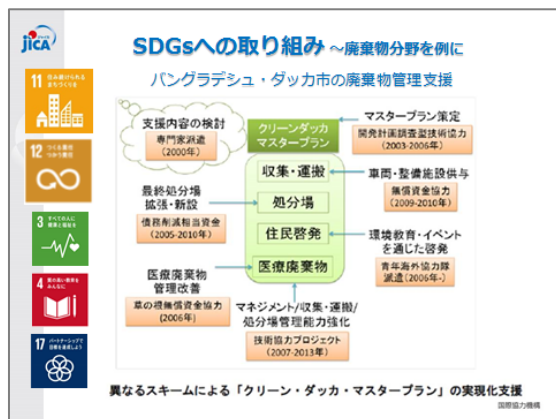 jICA
SDGsへの取り組み ～廃棄物分野を例に
バングラデシュ・ダッカ市の廃棄物管理支援
11 住み続けられる
まちづくりを
12 つくる責任
つかう責任
3 すべての人に
健康と福祉を
4 質の高い教育を
みんなに
17 パートナーシップで
目標を達成しよう
支援内容の検討
専門家派遣
(2000年)
クリーンダッカ
マスタープラン
マスタープラン策定
開発計画調査型技術協力
(2003-2006年)
収集・運搬
処分場
住民啓発
医療廃棄物
車両・整備施設供与
無償資金協力
(2009-2010年)
最終処分場
拡張・新設
債務削減相当資金
(2005-2010年)
環境教育・イベント
を通じた啓発
青年海外協力隊
派遣(2006年-)
医療廃棄物
管理改善
草の根無償資金協力
(2006年)
マネジメント/収集・運搬/
処分場管理能力強化
技術協力プロジェクト
(2007-2013年)
異なるスキームによる「クリーン・ダッカ・マスタープラン」の実現化支援
国際協力機構